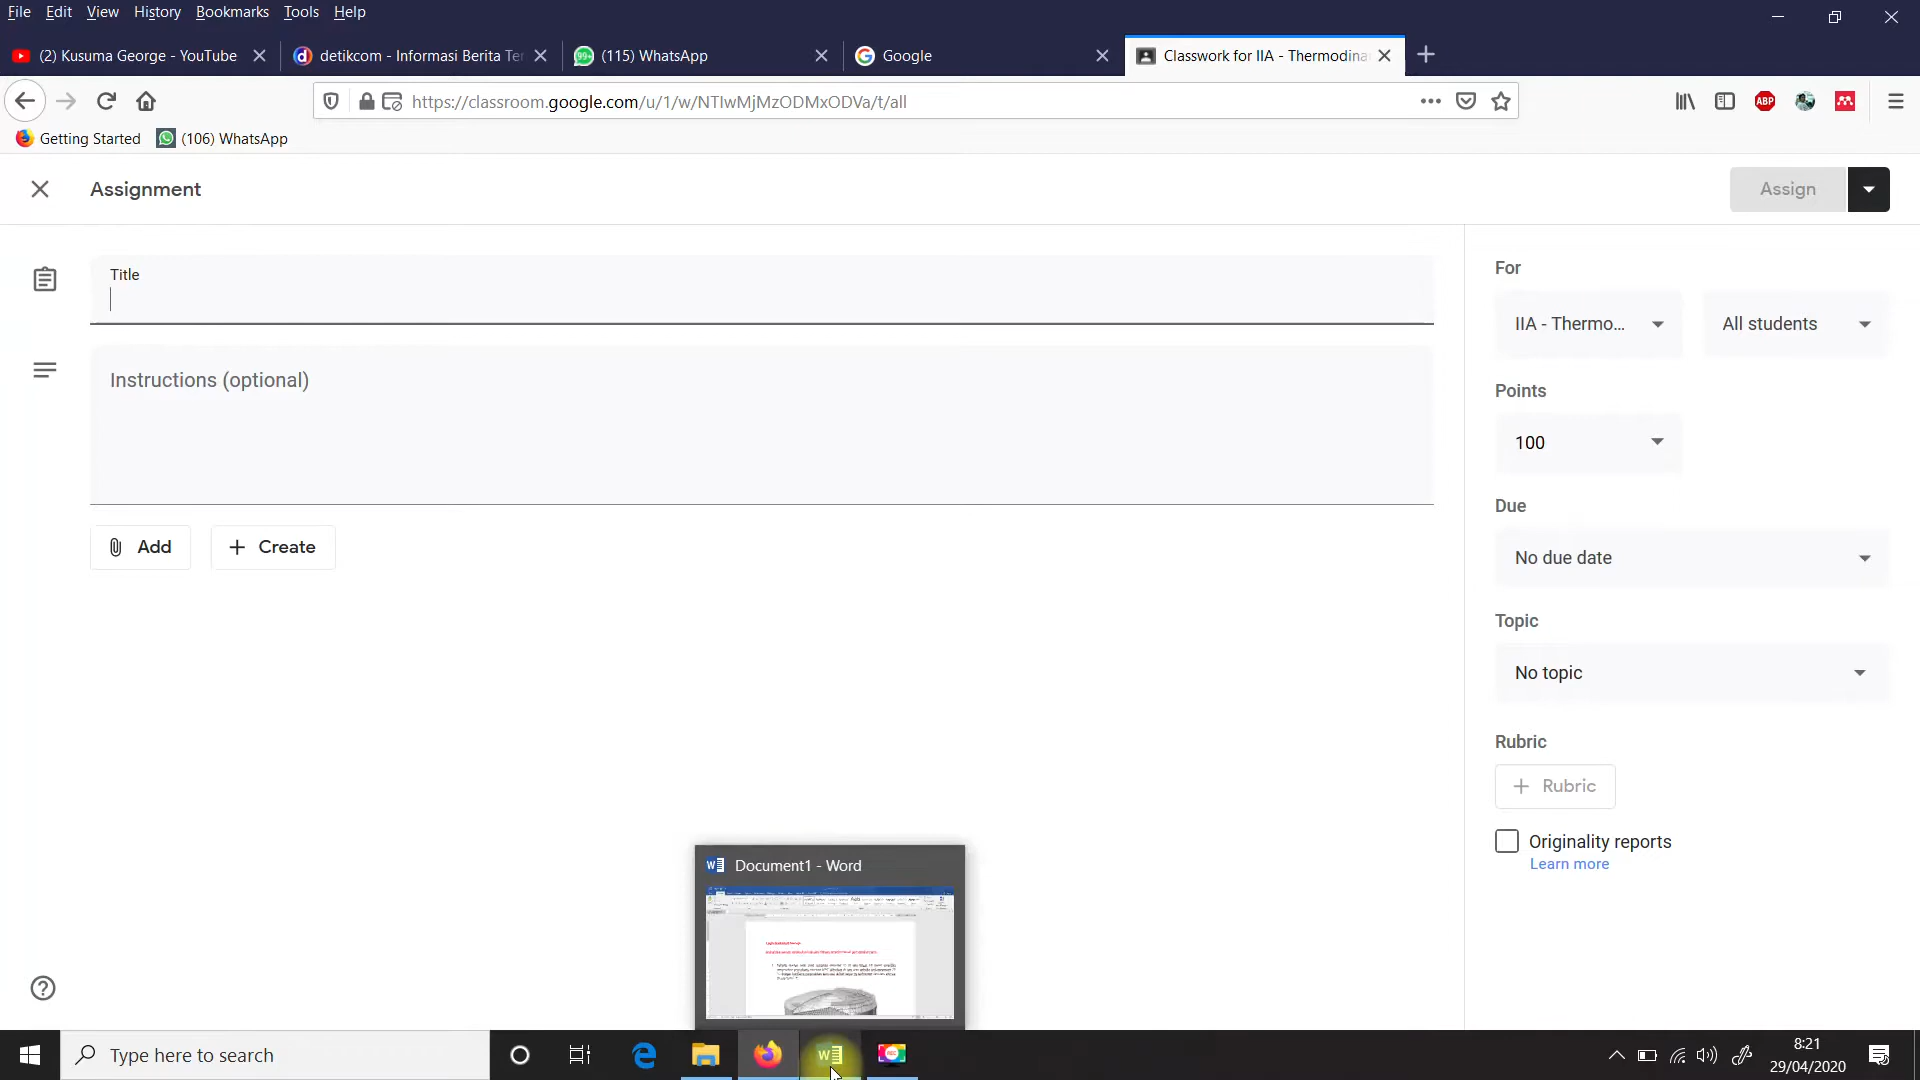 File Edit View History Bookmarks Tools Help
(2) Kusuma George - YouTube
detikcom - Informasi Berita Ter
99+ (115) WhatsApp
Google
Classwork for IIA - Thermodina
https://classroom.google.com/u/1/w/NTIwMjMzODMxODVa/t/all
ABP
Getting Started
(106) WhatsApp
Assignment
Assign
Title
Instructions (optional)
Add
Create
For
IIA - Thermo...
All students
Points
100
Due
No due date
Topic
No topic
Rubric
Rubric
Originality reports
Learn more
Document1 - Word
Type here to search
8:21
29/04/2020